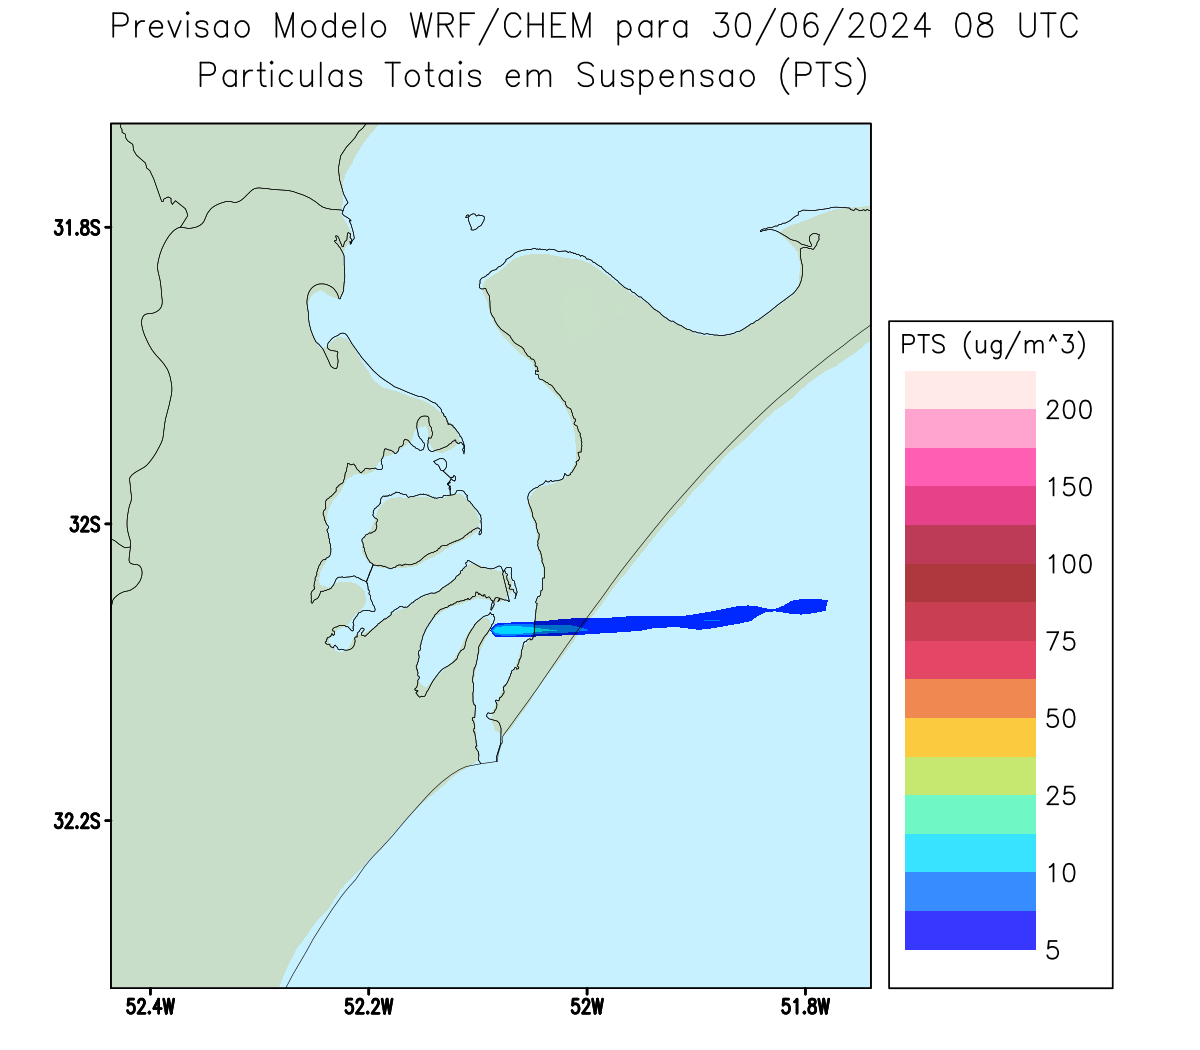 Previsao Modelo WRF/CHEM para 30/06/2024 08 UTC
Particulas Totais em Suspensao (PTS)
31.8S
32S
32.2S
52.4W
52.2W
52W
51.8W
PTS (ug/m^3)
200
150
100
75
50
25
10
5